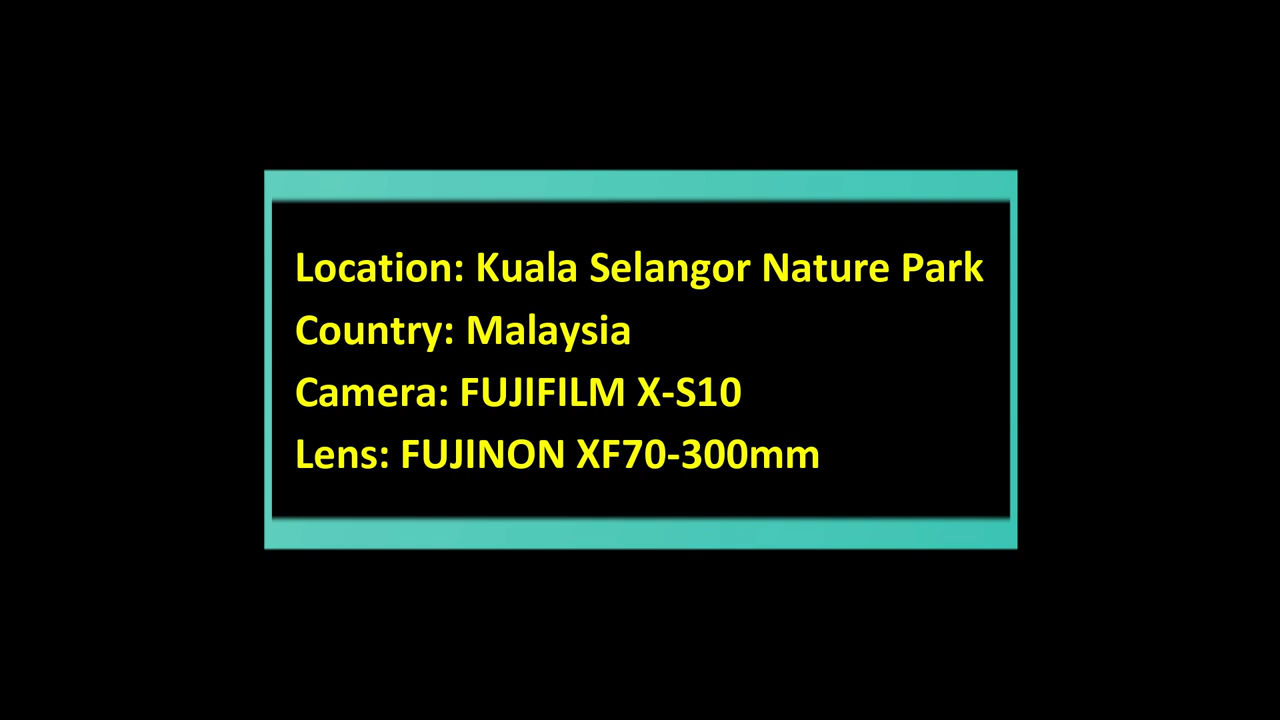 Location: Kuala Selangor Nature Park
Country: Malaysia
Camera: FUJIFILM X-S10
Lens: FUJINON XF70-300mm